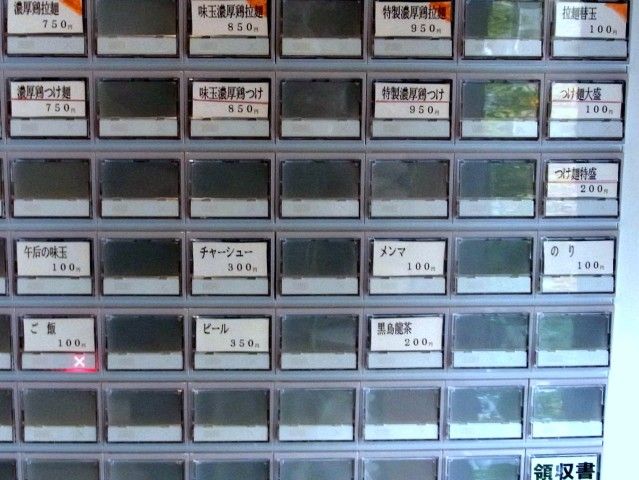 濃厚鶏拉麺
750円
味玉濃厚鶏拉麺
850円
特製濃厚鶏拉麺
950円
拉麺替玉
100円
濃厚鶏つけ麺
750円
味玉濃厚鶏つけ
850円
特製濃厚鶏つけ
950円
つけ麺大盛
100円
つけ麺特盛
200円
午后の味玉
100円
チャーシュー
300円
メンマ
100円
のり
100円
ご飯
100円
×
ビール
350円
黒烏龍茶
200円
領収書